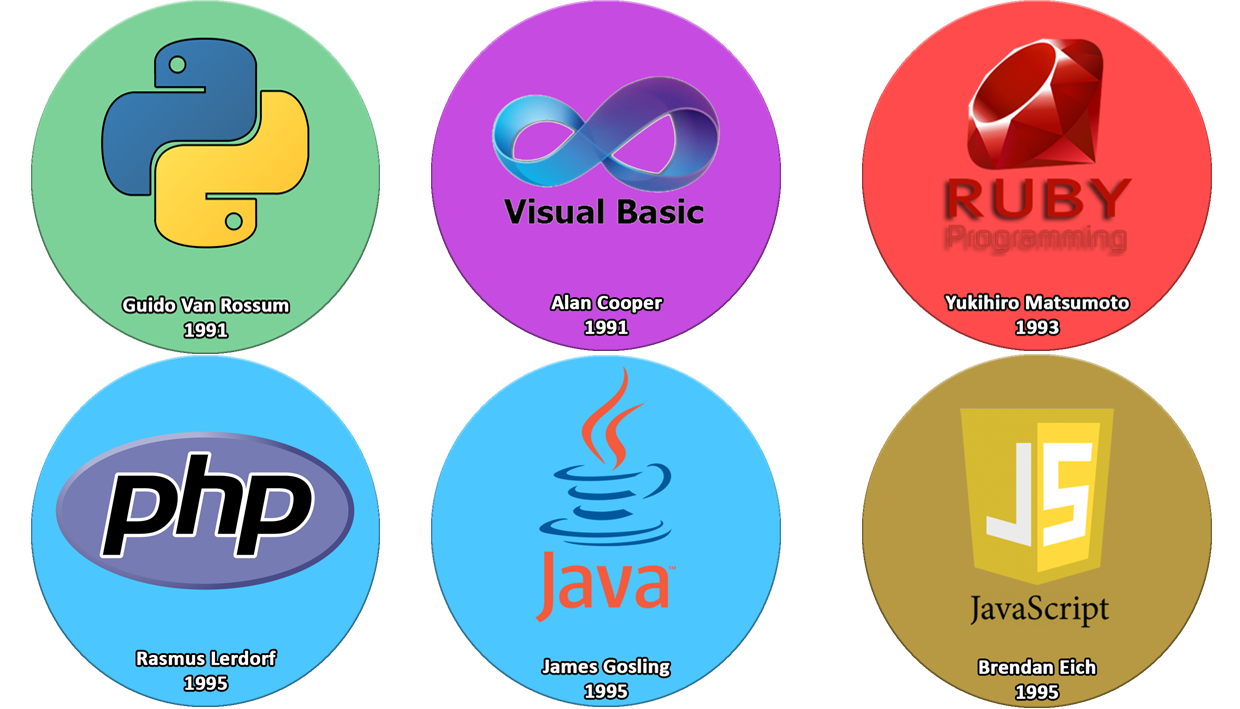 Guido Van Rossum
1991
Visual Basic
Alan Cooper
1991
RUBY
Programming
Yukihiro Matsumoto
1993
php
Rasmus Lerdorf
1995
Java™
James Gosling
1995
JS
JavaScript
Brendan Eich
1995